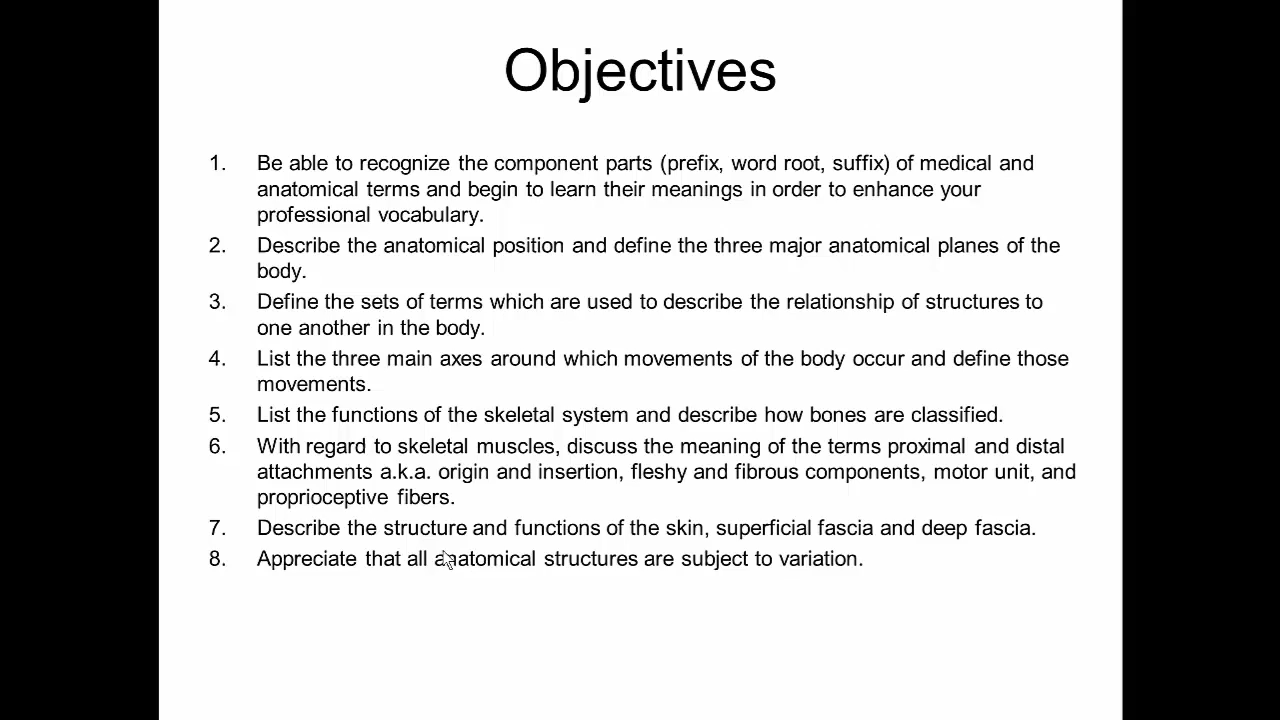 Objectives
1. Be able to recognize the component parts (prefix, word root, suffix) of medical and
anatomical terms and begin to learn their meanings in order to enhance your
professional vocabulary.
2. Describe the anatomical position and define the three major anatomical planes of the
body.
3. Define the sets of terms which are used to describe the relationship of structures to
one another in the body.
4. List the three main axes around which movements of the body occur and define those
movements.
5. List the functions of the skeletal system and describe how bones are classified.
6. With regard to skeletal muscles, discuss the meaning of the terms proximal and distal
attachments a.k.a. origin and insertion, fleshy and fibrous components, motor unit, and
proprioceptive fibers.
7. Describe the structure and functions of the skin, superficial fascia and deep fascia.
8. Appreciate that all anatomical structures are subject to variation.